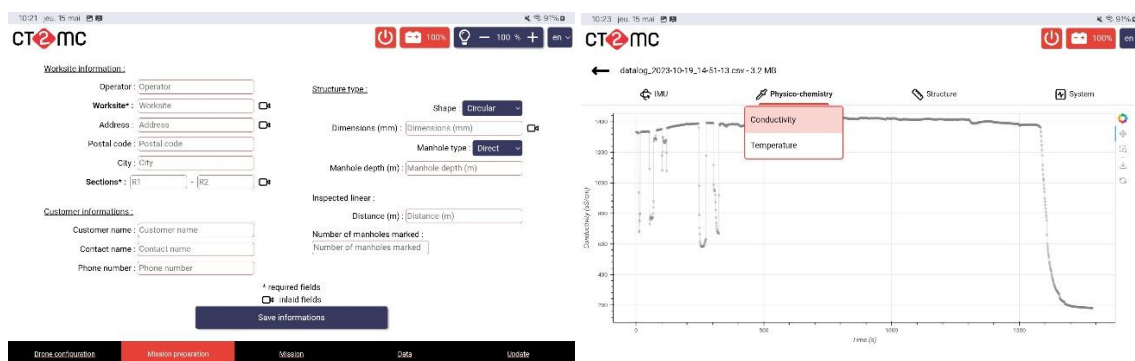 10:21 jeu. 15 mai
91%
CT2MC
100%
100 %
en
Worksite information :
Operator : Operator
Worksite* : Worksite
Address : Address
Postal code : Postal code
City : City
Sections* : R1 - R2
Customer informations :
Customer name : Customer name
Contact name : Contact name
Phone number : Phone number
Structure type :
Shape : Circular
Dimensions (mm) : Dimensions (mm)
Manhole type : Direct
Manhole depth (m) : Manhole depth (m)
Inspected linear :
Distance (m) : Distance (m)
Number of manholes marked :
Number of manholes marked
* required fields
Inlaid fields
Save informations
Drone configuration
Mission preparation
Mission
Data
Update
10:23 jeu. 15 mai
91%
CT2MC
100%
en
datalog_2023-10-19_14-51-13.csv - 3.2 MB
IMU
Physico-chemistry
Structure
System
Conductivity
Temperature
1400
1200
1000
800
600
400
200
0
500
1000
1500
Time (s)